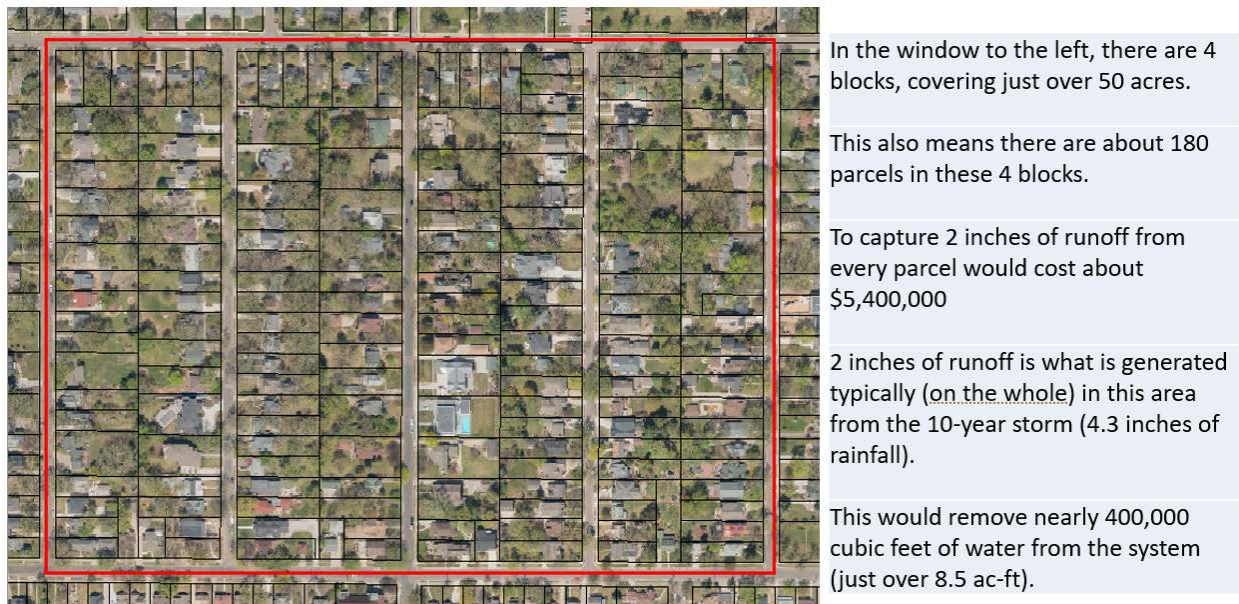 In the window to the left, there are 4
blocks, covering just over 50 acres.
This also means there are about 180
parcels in these 4 blocks.
To capture 2 inches of runoff from
every parcel would cost about
$5,400,000
2 inches of runoff is what is generated
typically (on the whole) in this area
from the 10-year storm (4.3 inches of
rainfall).
This would remove nearly 400,000
cubic feet of water from the system
(just over 8.5 ac-ft).